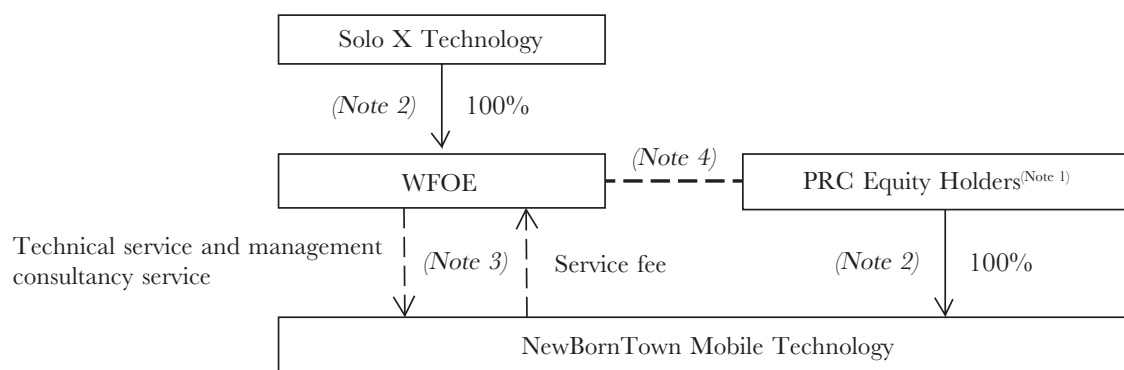 Solo X Technology
(Note 2) 100%
WFOE
(Note 4)
PRC Equity Holders(Note 1)
Technical service and management
consultancy service
(Note 3)
Service fee
(Note 2) 100%
NewBornTown Mobile Technology